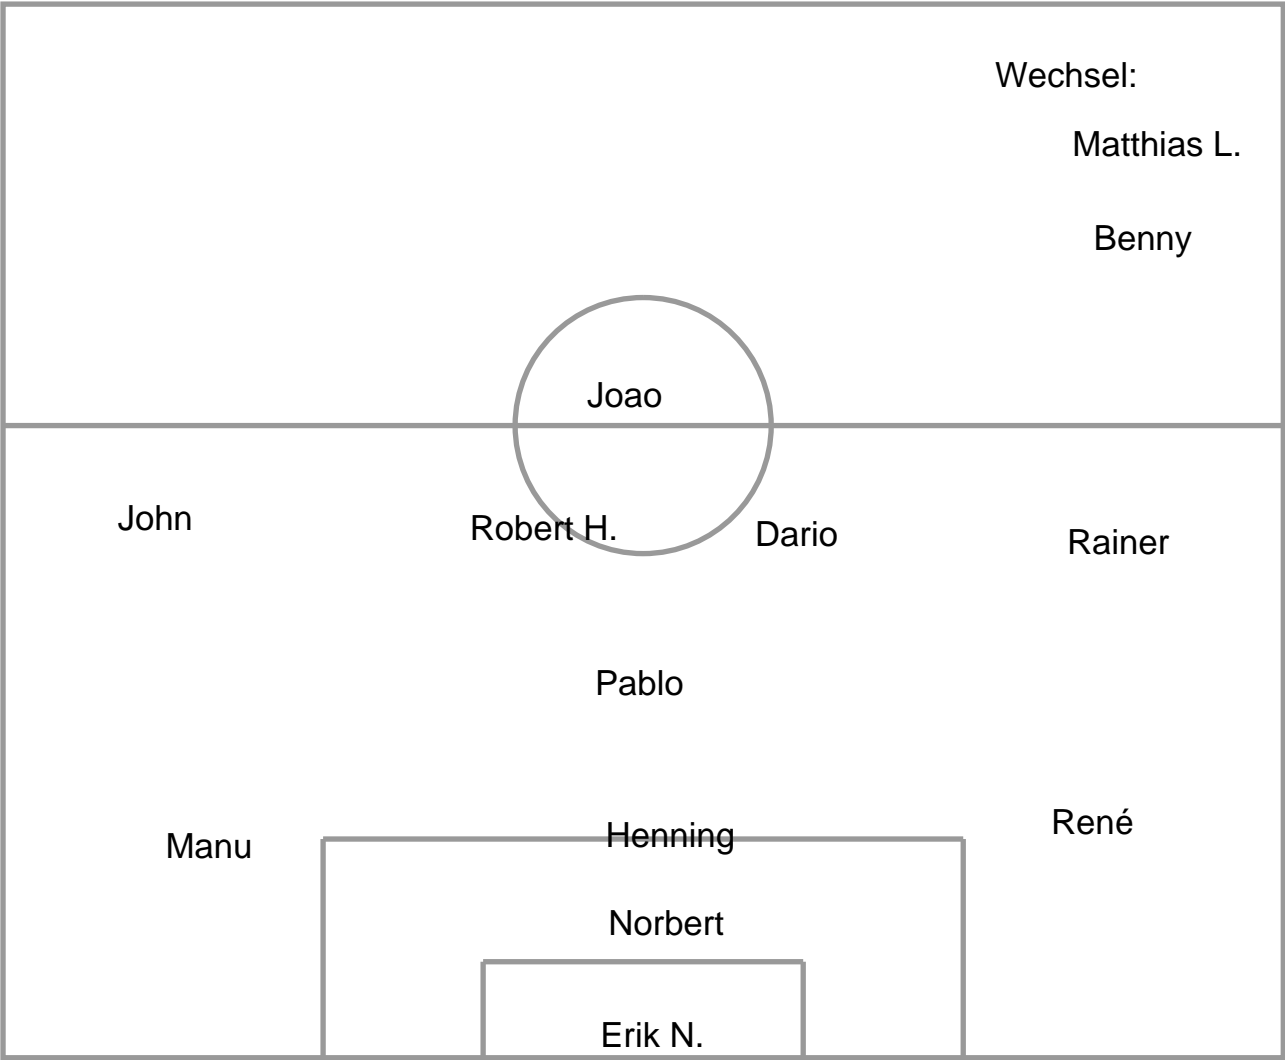 Wechsel:
Matthias L.
Benny
Joao
John
Robert H.
Dario
Rainer
Pablo
Manu
Henning
René
Norbert
Erik N.